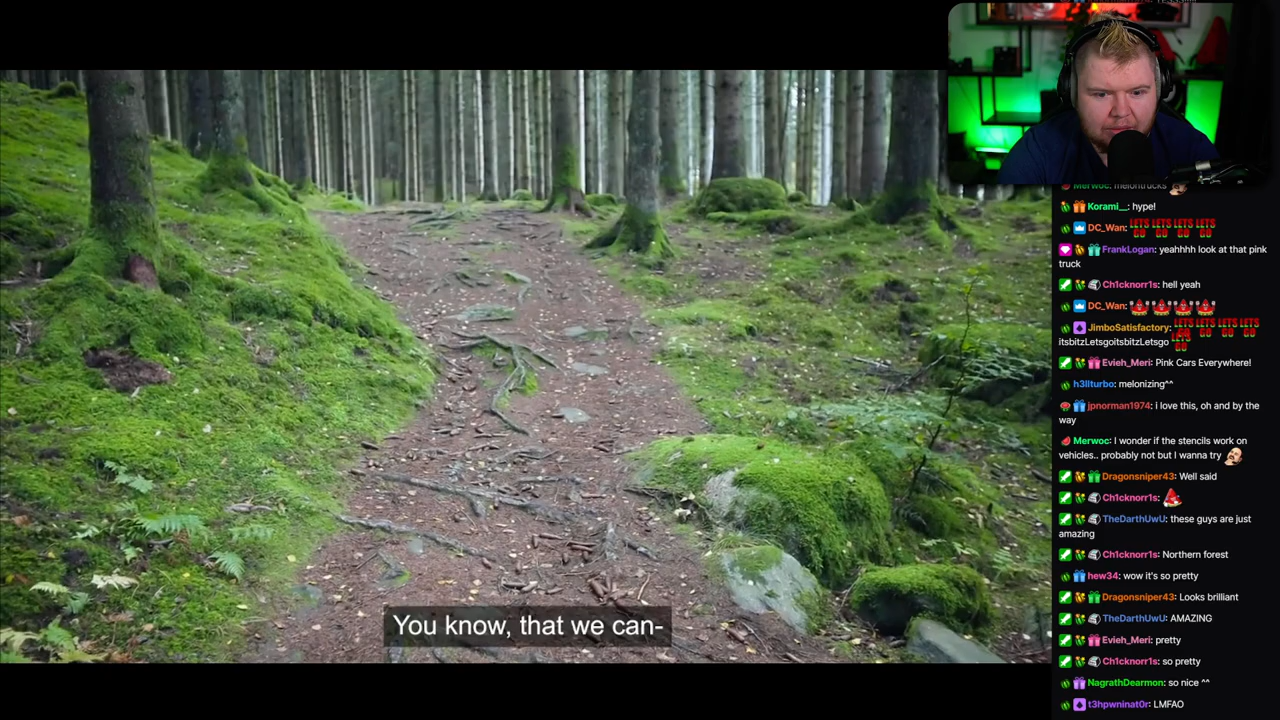 You know, that we can-
Merwoc: melontrucks
Korami__: hype!
DC_Wan: LETS GO LETS GO LETS GO LETS GO
FrankLogan: yeahhhh look at that pink
truck
Ch1cknorr1s: hell yeah
DC_Wan:
JimboSatisfactory: LETS GO LETS GO LETS GO LETS GO
itsbitzLetsgoitsbitzLetsgo LETS GO
Evieh_Meri: Pink Cars Everywhere!
h3llturbo: melonizing^^
jpnorman1974: i love this, oh and by the
way
Merwoc: I wonder if the stencils work on
vehicles.. probably not but I wanna try
Dragonsniper43: Well said
Ch1cknorr1s:
TheDarthUwU: these guys are just
amazing
Ch1cknorr1s: Northern forest
hew34: wow it's so pretty
Dragonsniper43: Looks brilliant
TheDarthUwU: AMAZING
Evieh_Meri: pretty
Ch1cknorr1s: so pretty
NagrathDearmon: so nice ^^
t3hpwninat0r: LMFAO